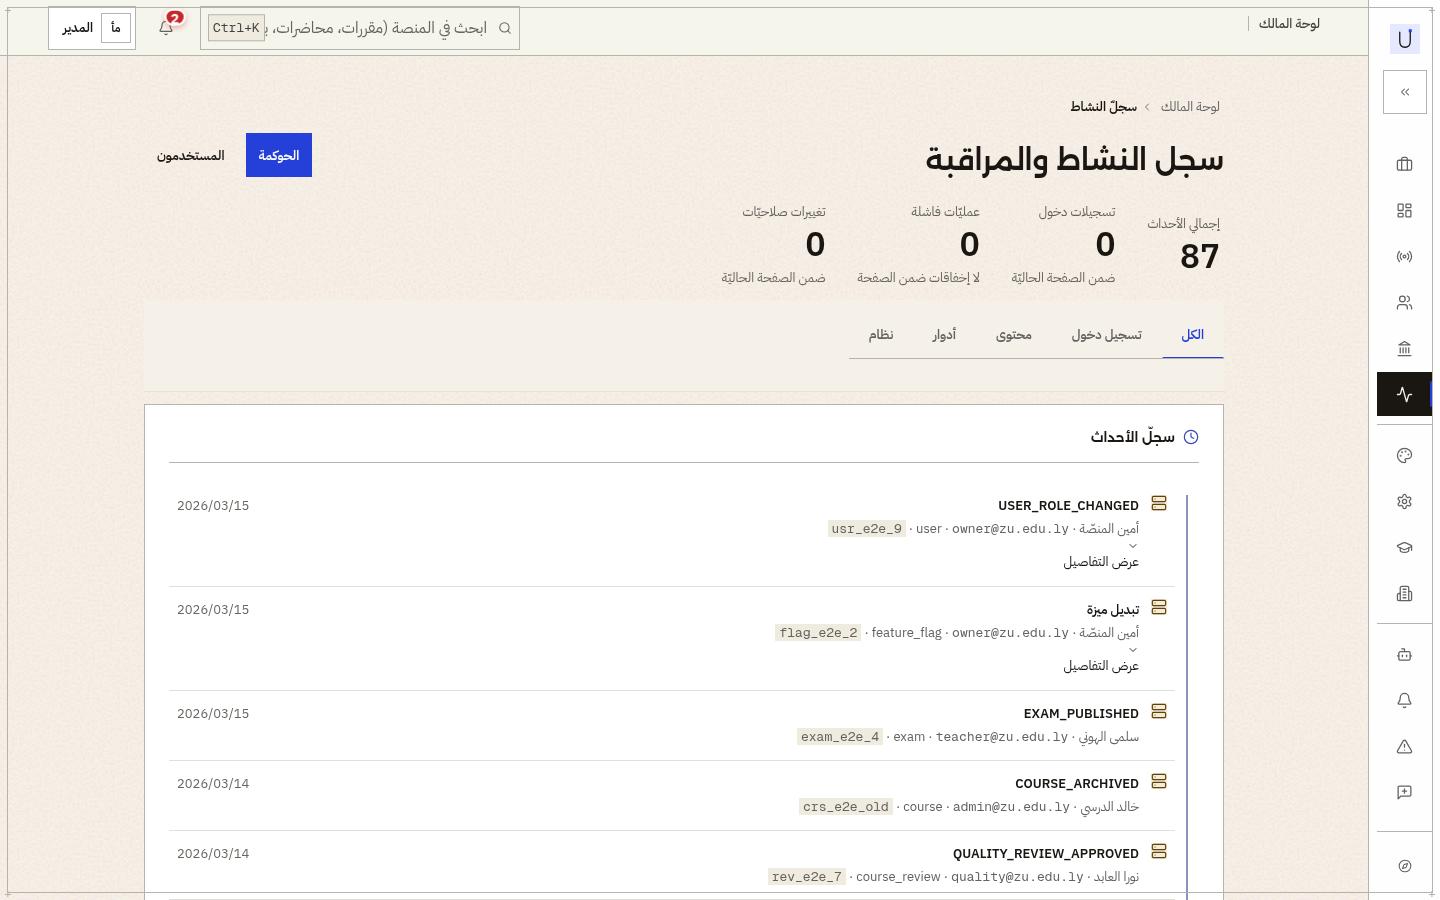 لوحة المالك
ابحث في المنصة (مقررات، محاضرات، ب
Ctrl+K
2
مأ
المدير
لوحة المالك
سجلّ النشاط
سجل النشاط والمراقبة
الحوكمة
المستخدمون
إجمالي الأحداث
87
تسجيلات دخول
0
ضمن الصفحة الحاليّة
عمليّات فاشلة
0
لا إخفاقات ضمن الصفحة
تغييرات صلاحيّات
0
ضمن الصفحة الحاليّة
الكل
تسجيل دخول
محتوى
أدوار
نظام
سجلّ الأحداث
USER_ROLE_CHANGED
2026/03/15
أمين المنصّة · owner@zu.edu.ly · user · usr_e2e_9
عرض التفاصيل
تبديل ميزة
2026/03/15
أمين المنصّة · owner@zu.edu.ly · feature_flag · flag_e2e_2
عرض التفاصيل
EXAM_PUBLISHED
2026/03/15
سلمى الهوني · teacher@zu.edu.ly · exam · exam_e2e_4
COURSE_ARCHIVED
2026/03/14
خالد الدرسي · admin@zu.edu.ly · course · crs_e2e_old
QUALITY_REVIEW_APPROVED
2026/03/14
نورا العابد · quality@zu.edu.ly · course_review · rev_e2e_7